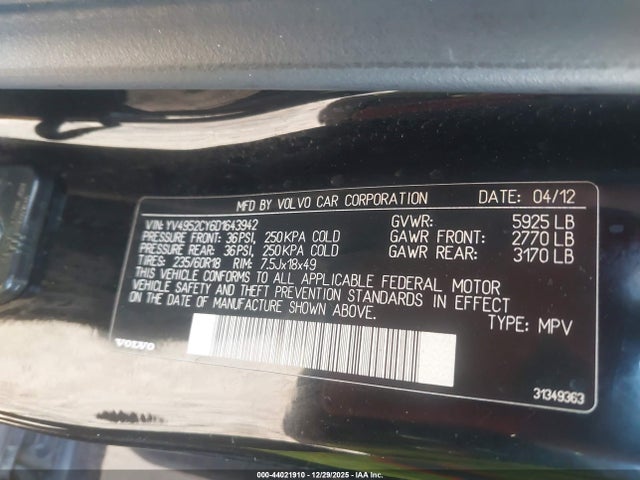 MFD BY VOLVO CAR CORPORATION DATE: 04/12
VIN: YV4952CY6D1643942 GVWR: 5925 LB
PRESSURE FRONT: 36PSI, 250KPA COLD GAWR FRONT: 2770 LB
PRESSURE REAR: 36PSI, 250KPA COLD GAWR REAR: 3170 LB
TIRES: 235/60R18 RIM: 7.5Jx18x49
THIS VEHICLE CONFORMS TO ALL APPLICABLE FEDERAL MOTOR
VEHICLE SAFETY AND THEFT PREVENTION STANDARDS IN EFFECT
ON THE DATE OF MANUFACTURE SHOWN ABOVE.
TYPE: MPV
VOLVO
31349363
000-44021910 - 12/29/2025 - IAA Inc.